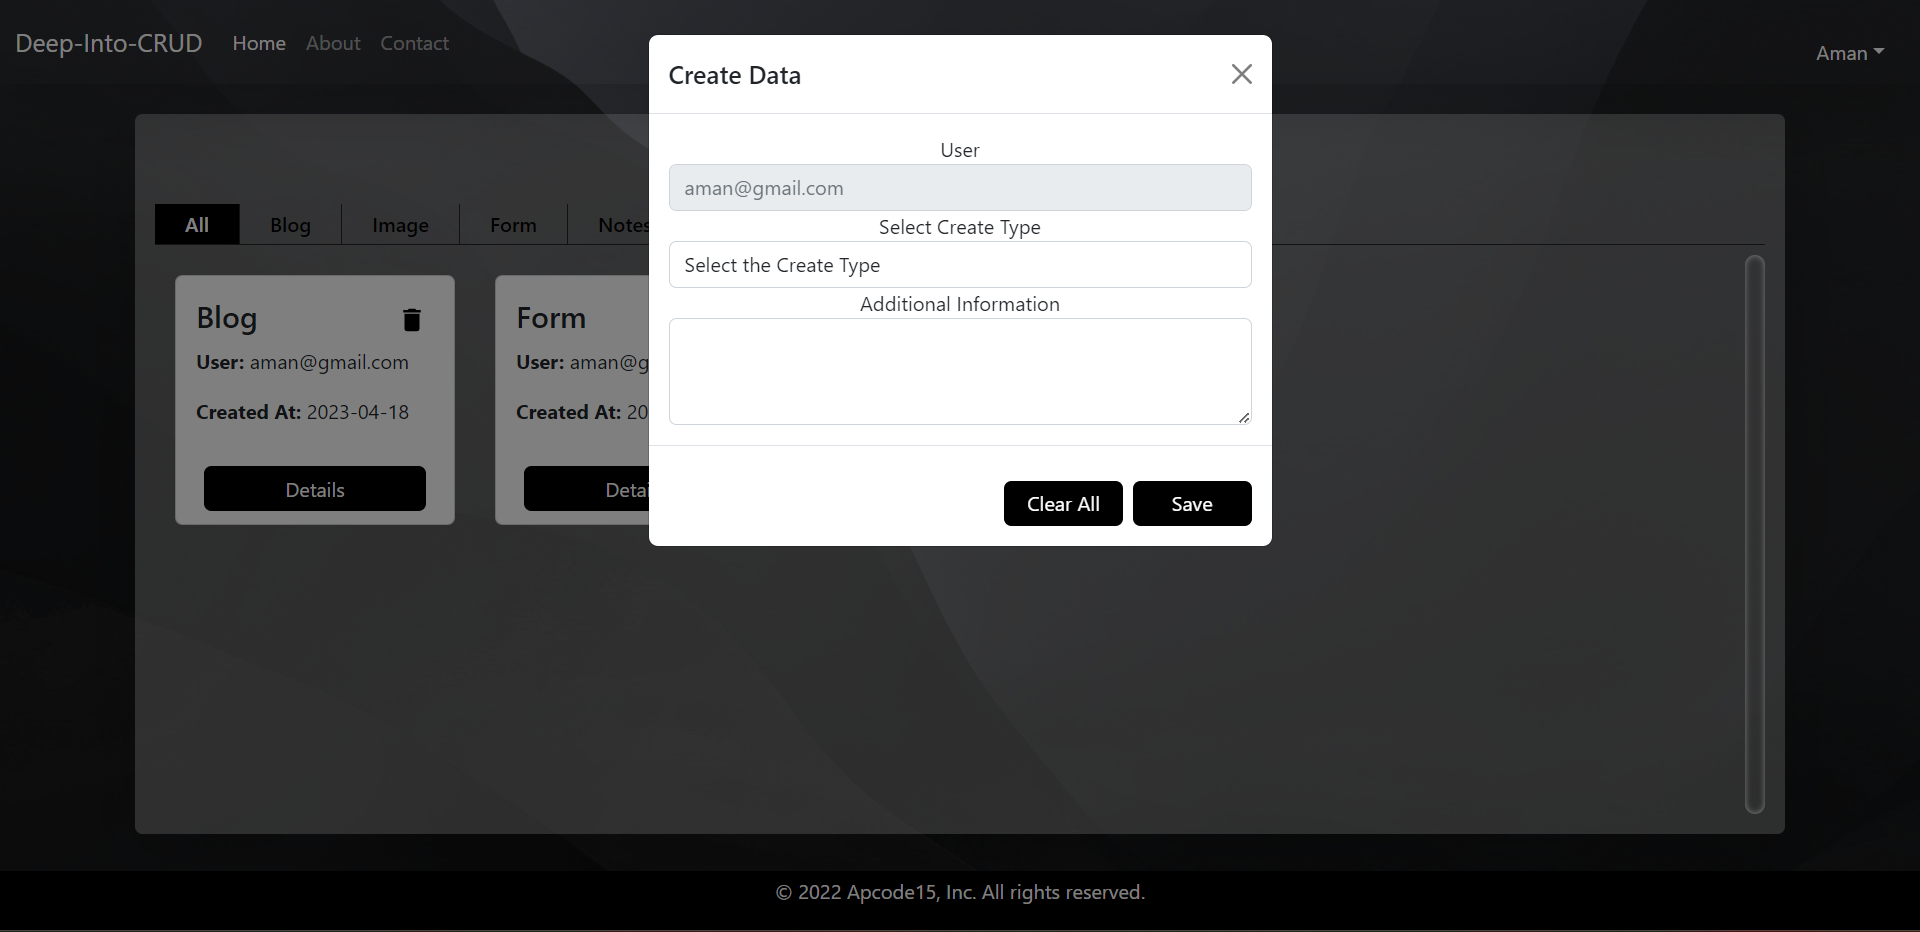 Deep-Into-CRUD Home About Contact
Aman
Create Data
User
aman@gmail.com
Select Create Type
Select the Create Type
Additional Information
Clear All Save
All Blog Image Form Notes
Blog
User: aman@gmail.com
Created At: 2023-04-18
Details
Form
User: aman@g
Created At: 20
Detai
© 2022 Apcode15, Inc. All rights reserved.